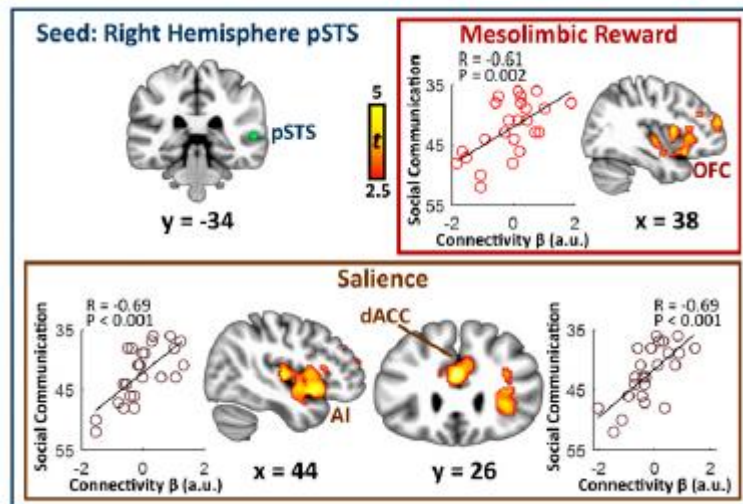 Seed: Right Hemisphere pSTS
pSTS
y = -34
5
t
2.5
Mesolimbic Reward
R = -0.61
P = 0.002
Social Communication
35
45
55
-2
0
2
Connectivity β (a.u.)
OFC
x = 38
Salience
R = -0.69
P < 0.001
Social Communication
35
45
55
-2
0
2
Connectivity β (a.u.)
AI
x = 44
dACC
y = 26
R = -0.69
P < 0.001
Social Communication
35
45
55
-2
0
2
Connectivity β (a.u.)